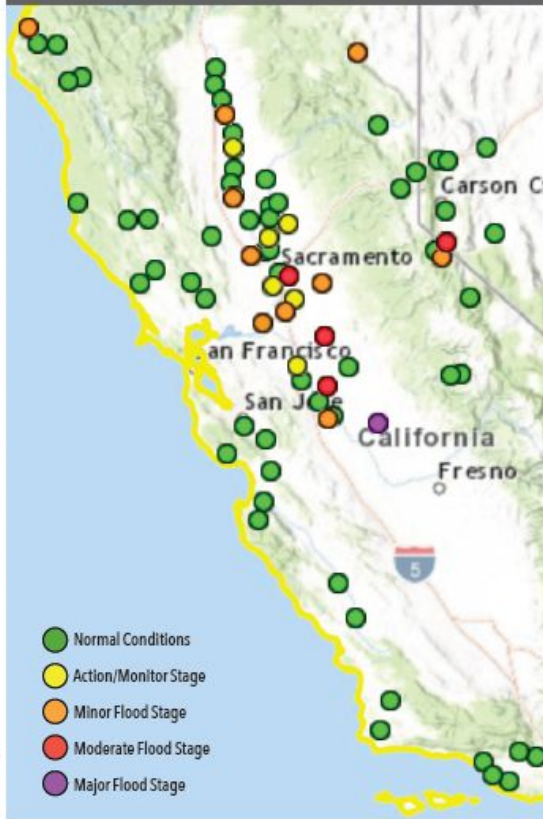 Carson C
Sacramento
an Francisco
San Jose
California
Fresno
5
Normal Conditions
Action/Monitor Stage
Minor Flood Stage
Moderate Flood Stage
Major Flood Stage